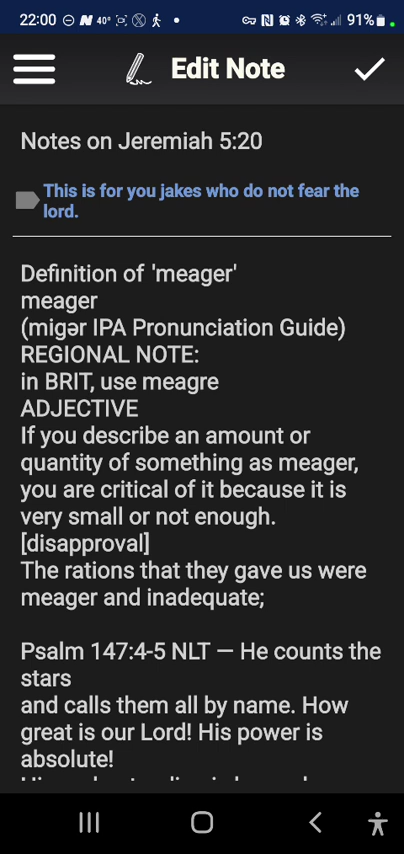 22:00 40° 91%
Edit Note
Notes on Jeremiah 5:20
This is for you jakes who do not fear the
lord.
Definition of 'meager'
meager
(migər IPA Pronunciation Guide)
REGIONAL NOTE:
in BRIT, use meagre
ADJECTIVE
If you describe an amount or
quantity of something as meager,
you are critical of it because it is
very small or not enough.
[disapproval]
The rations that they gave us were
meager and inadequate;
Psalm 147:4-5 NLT — He counts the
stars
and calls them all by name. How
great is our Lord! His power is
absolute!